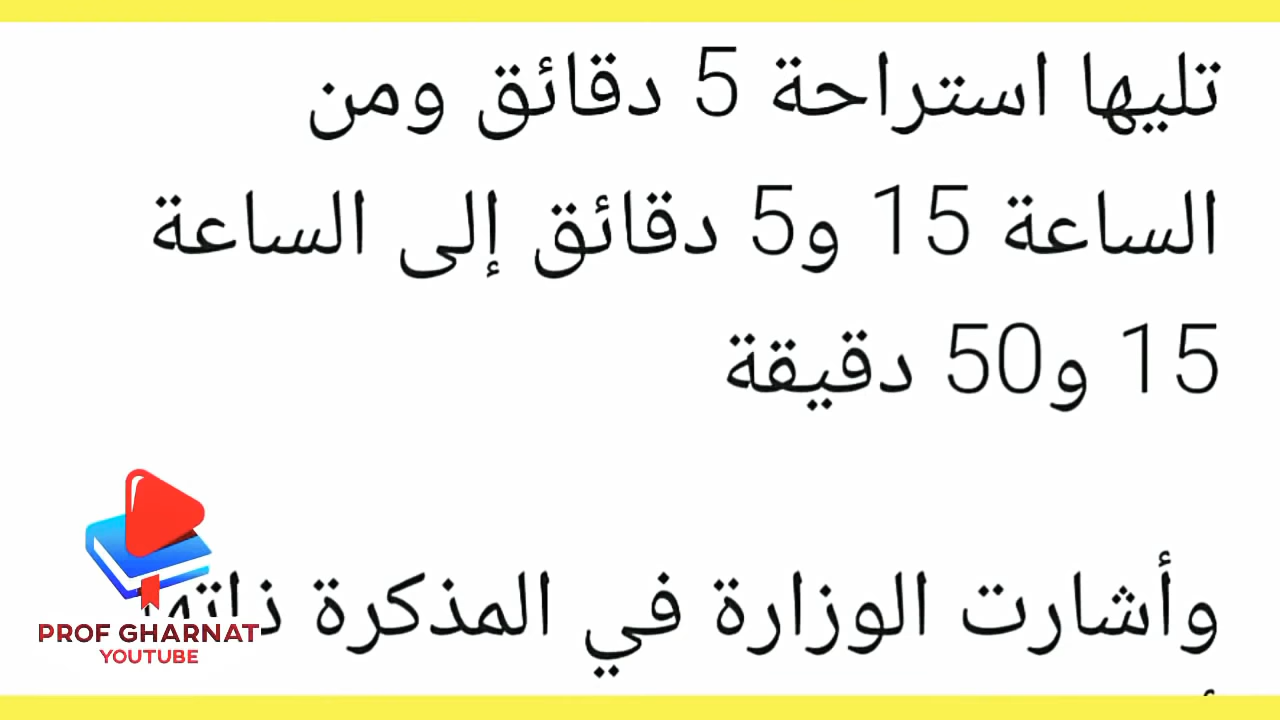 تليها استراحة 5 دقائق ومن
الساعة 15 و5 دقائق إلى الساعة
15 و50 دقيقة
وأشارت الوزارة في المذكرة ذاتها
PROF GHARNAT
YOUTUBE